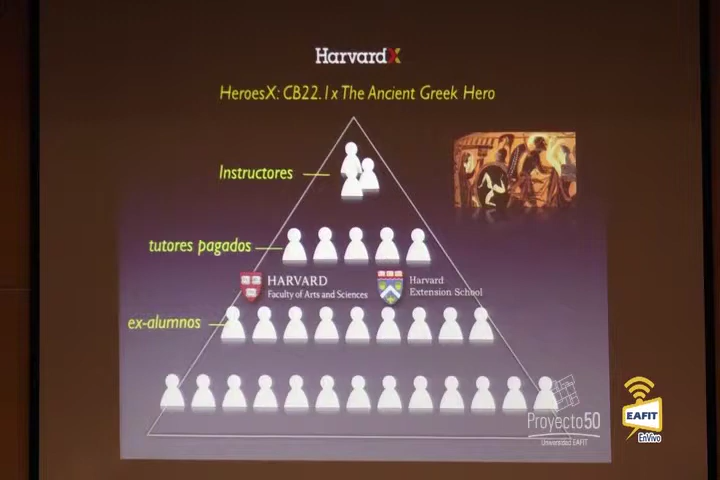 HarvardX
HeroesX: CB22.1x The Ancient Greek Hero
Instructores
tutores pagados
HARVARD
Faculty of Arts and Sciences
Harvard
Extension School
ex-alumnos
Proyecto50
Universidad EAFIT
EAFIT
EnVivo